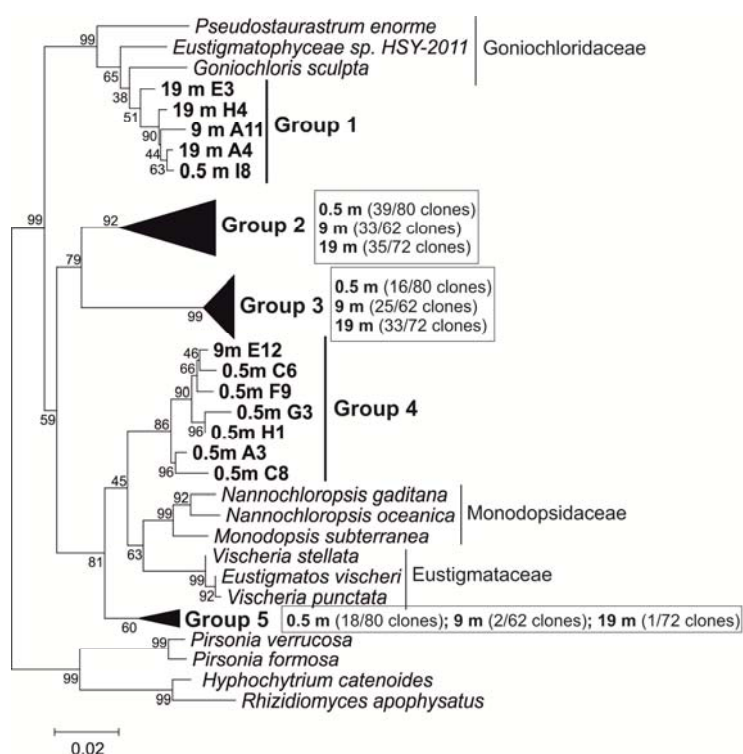 Pseudostaurastrum enorme
99
Eustigmatophyceae sp. HSY-2011
Goniochloridaceae
65
Goniochloris sculpta
38
19 m E3
51
19 m H4
90
9 m A11
Group 1
44
19 m A4
63
0.5 m I8
99
92
Group 2
0.5 m (39/80 clones)
9 m (33/62 clones)
19 m (35/72 clones)
79
99
Group 3
0.5 m (16/80 clones)
9 m (25/62 clones)
19 m (33/72 clones)
46
9m E12
66
0.5m C6
90
0.5m F9
0.5m G3
Group 4
59
86
96
0.5m H1
0.5m A3
96
0.5m C8
45
92
Nannochloropsis gaditana
99
Nannochloropsis oceanica
Monodopsidaceae
Monodopsis subterranea
63
Vischeria stellata
81
99
Eustigmatos vischeri
Eustigmataceae
92
Vischeria punctata
60
Group 5
0.5 m (18/80 clones); 9 m (2/62 clones); 19 m (1/72 clones)
99
Pirsonia verrucosa
Pirsonia formosa
99
Hyphochytrium catenoides
99
Rhizidiomyces apophysatus
0.02